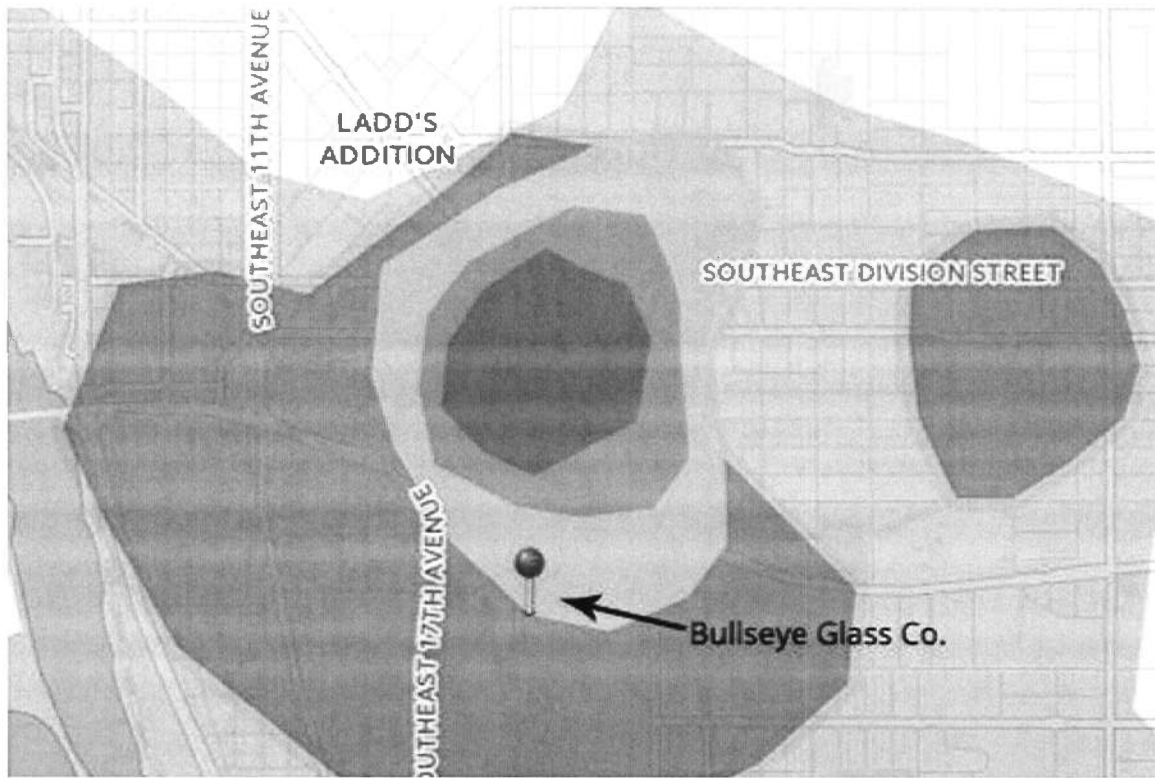 SOUTHEAST 11TH AVENUE
LADD'S
ADDITION
SOUTHEAST DIVISION STREET
SOUTHEAST 17TH AVENUE
Bullseye Glass Co.